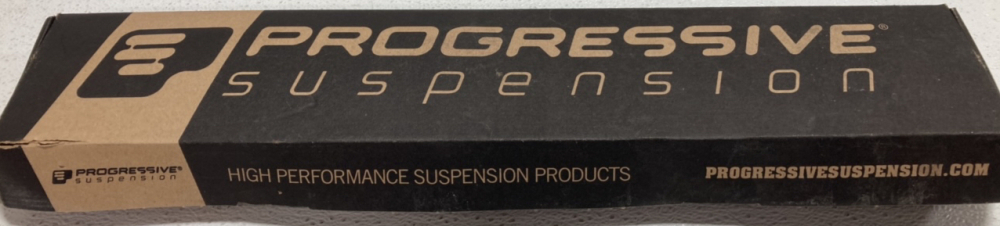 PROGRESSIVE®
suspension
PROGRESSIVE®
suspension
HIGH PERFORMANCE SUSPENSION PRODUCTS
PROGRESSIVESUSPENSION.COM